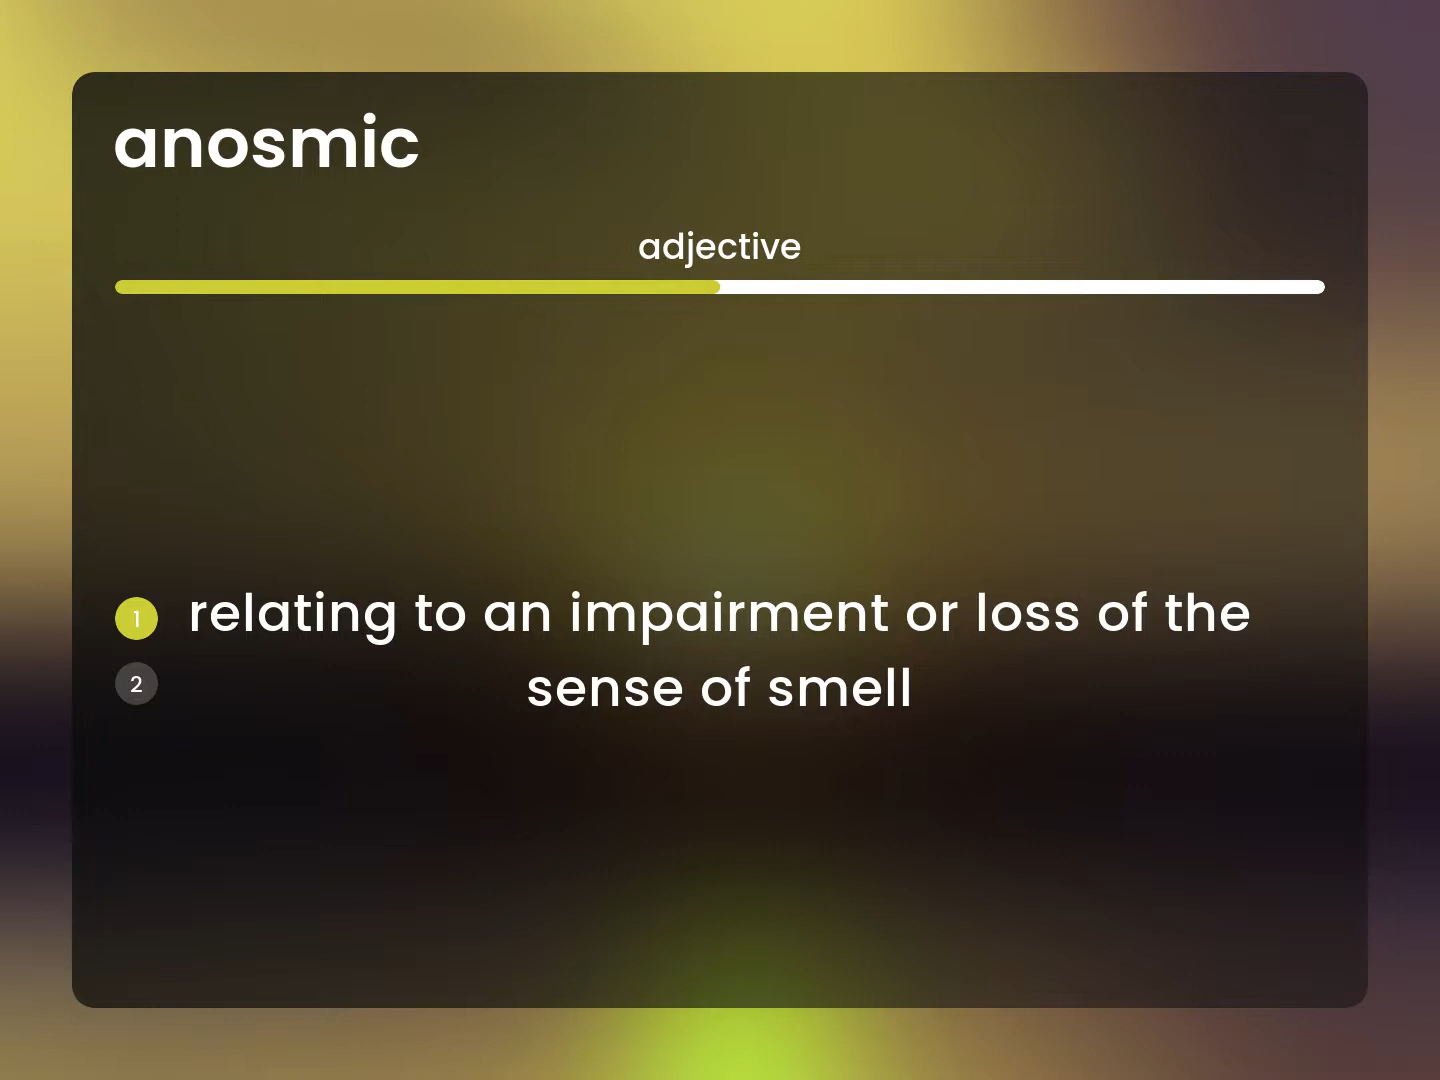 anosmic
adjective
1 relating to an impairment or loss of the
2 sense of smell